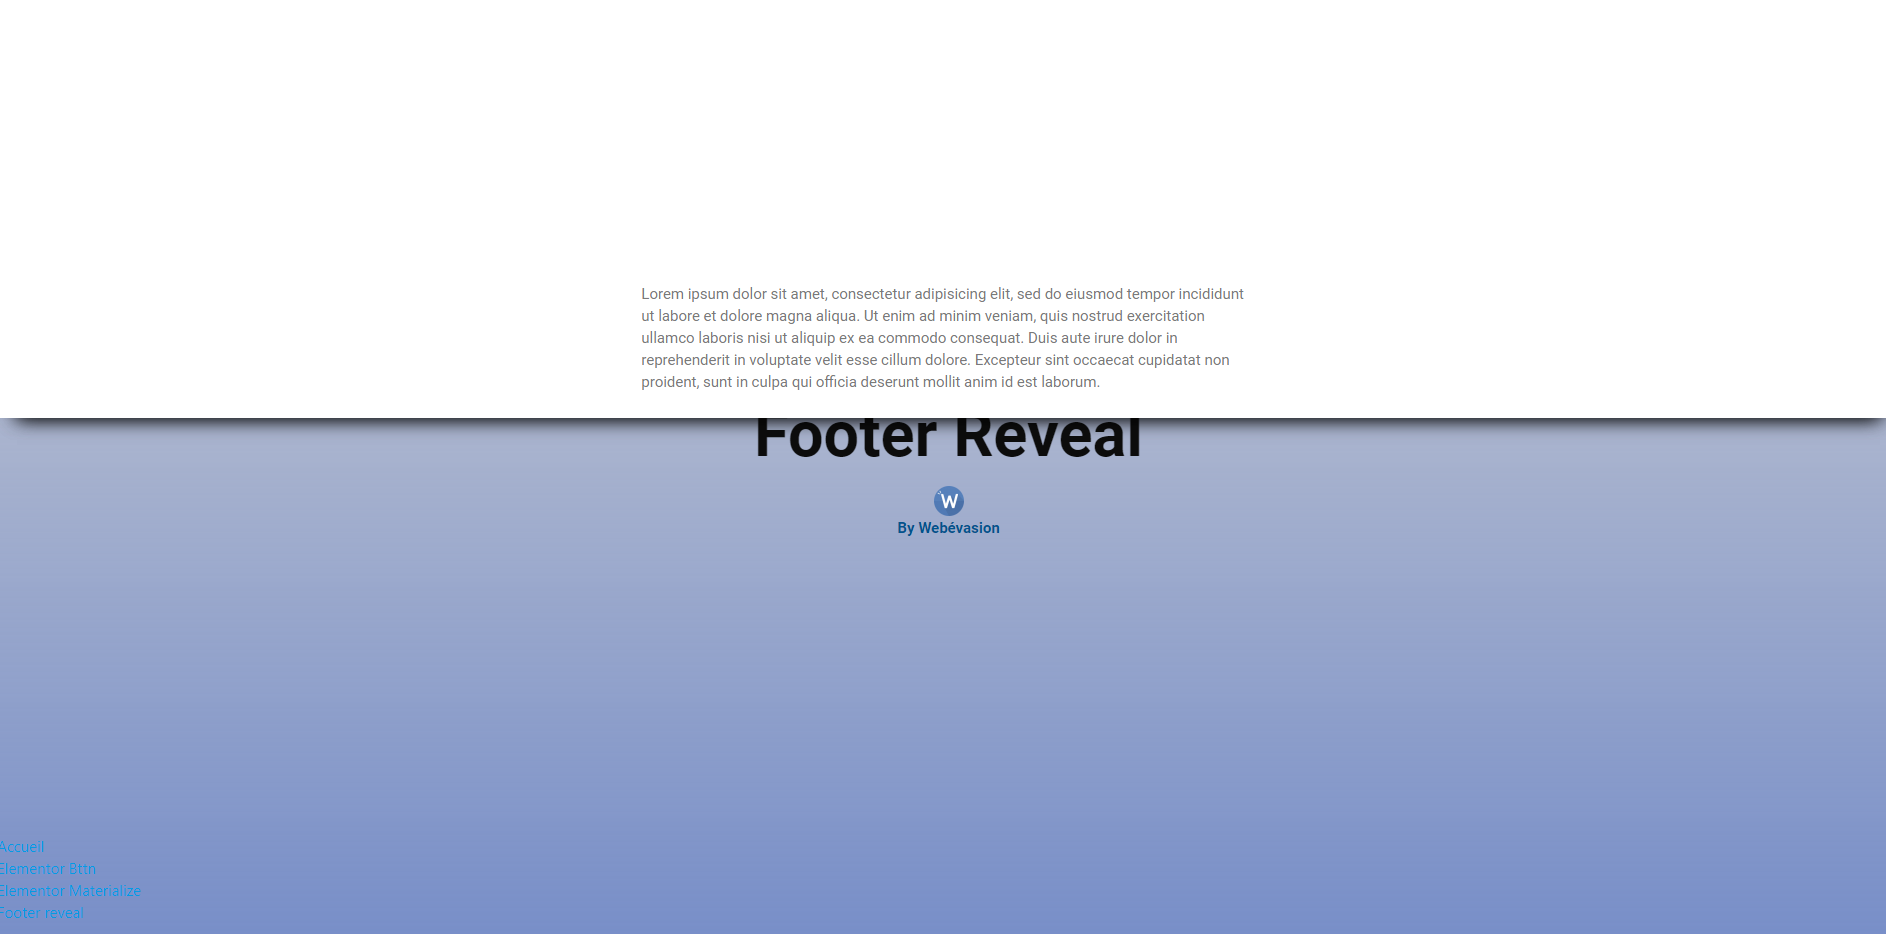 Lorem ipsum dolor sit amet, consectetur adipisicing elit, sed do eiusmod tempor incididunt
ut labore et dolore magna aliqua. Ut enim ad minim veniam, quis nostrud exercitation
ullamco laboris nisi ut aliquip ex ea commodo consequat. Duis aute irure dolor in
reprehenderit in voluptate velit esse cillum dolore. Excepteur sint occaecat cupidatat non
proident, sunt in culpa qui officia deserunt mollit anim id est laborum.
Footer Reveal
W
By Webévasion
Accueil
Elementor Bttn
Elementor Materialize
Footer reveal